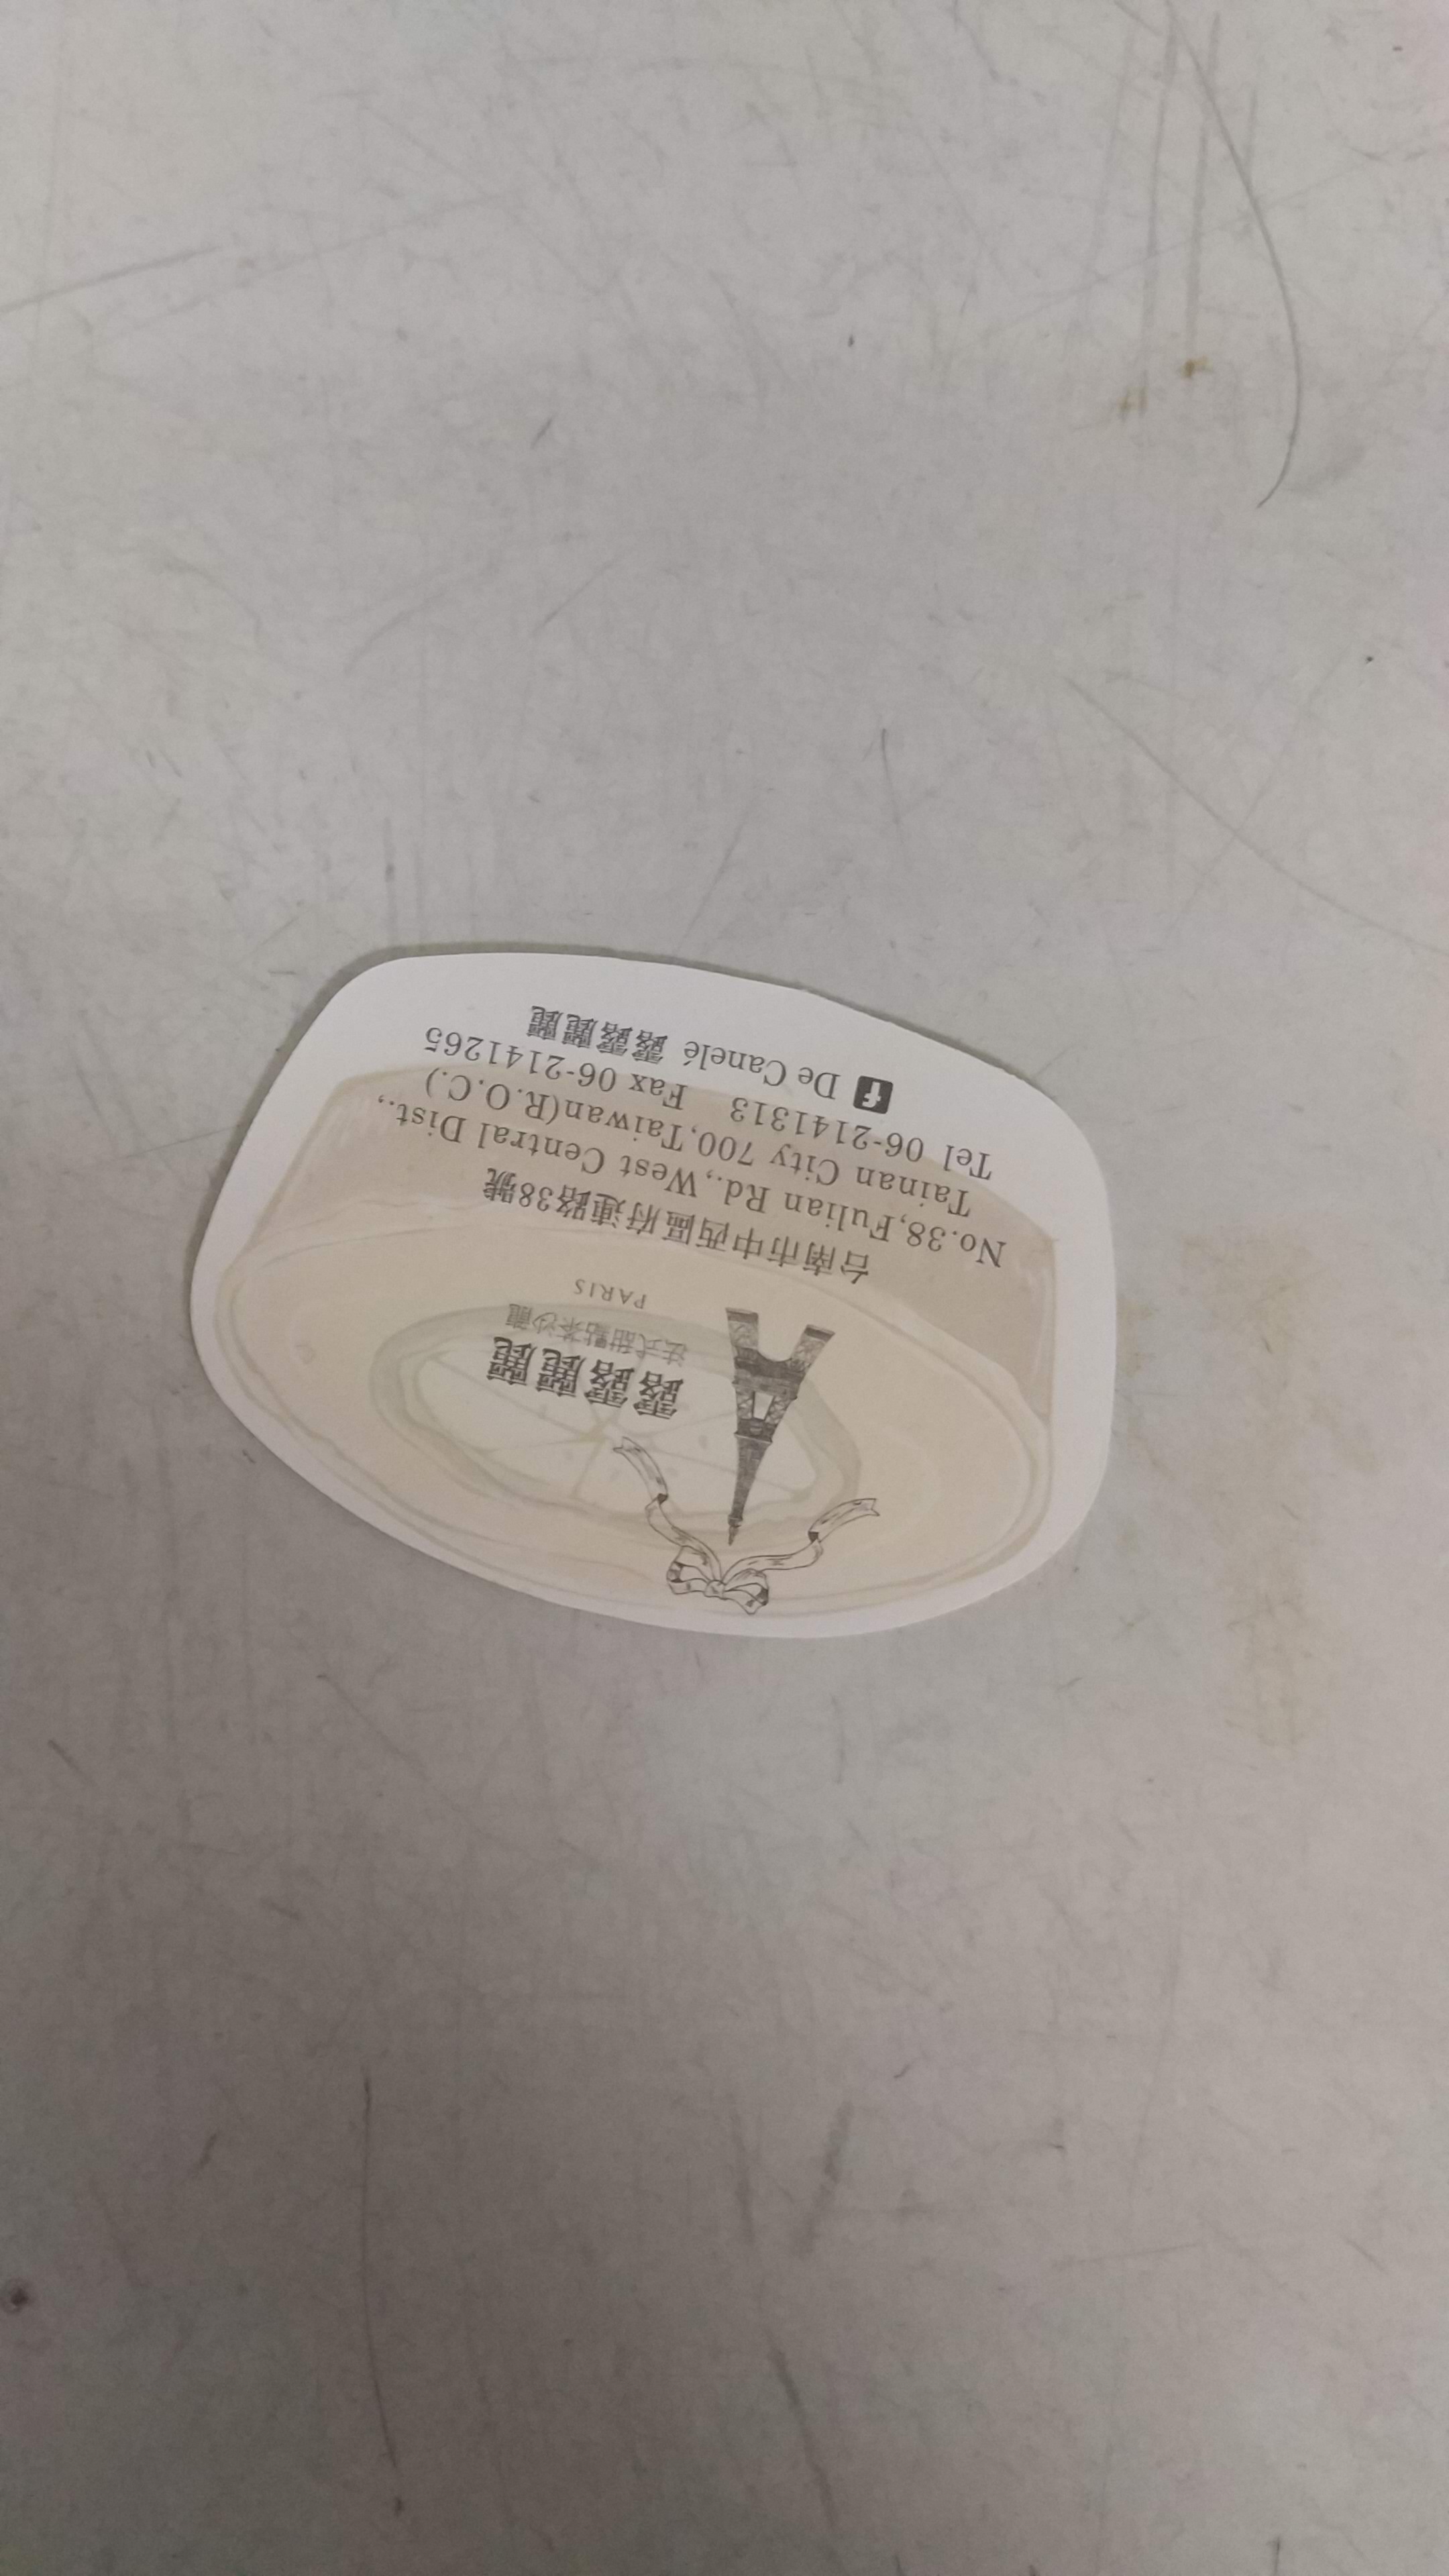 露露麗麗
法式甜點茶沙龍
PARIS
台南市中西區府連路38號
No.38,Fulian Rd.,West Central Dist.,
Tainan City 700,Taiwan(R.O.C.)
Tel 06-2141313 Fax 06-2141265
f De Canelé 露露麗麗